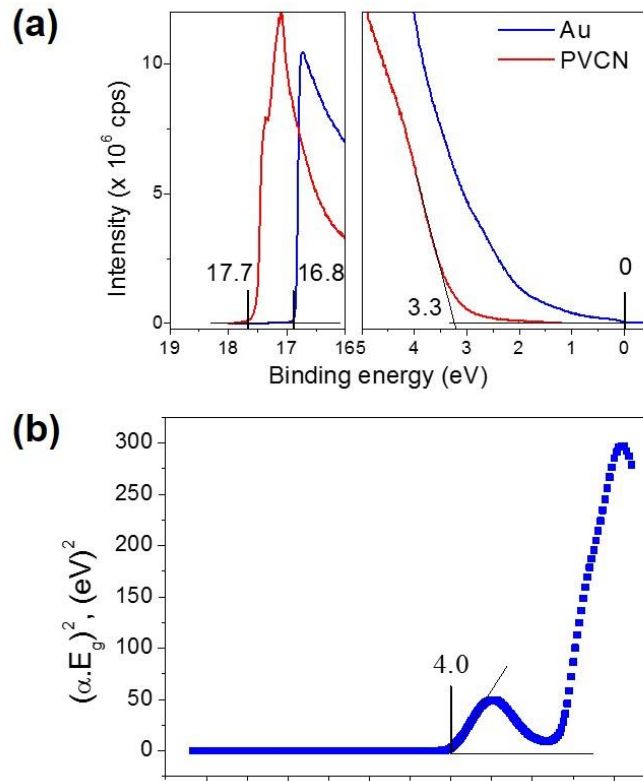 (a)
Au
PVCN
Intensity (x 10⁶ cps)
10
5
0
17.7
16.8
3.3
0
19 18 17 16
5 4 3 2 1 0
Binding energy (eV)
(b)
(α.E_g)², (eV)²
300
250
200
150
100
50
0
4.0